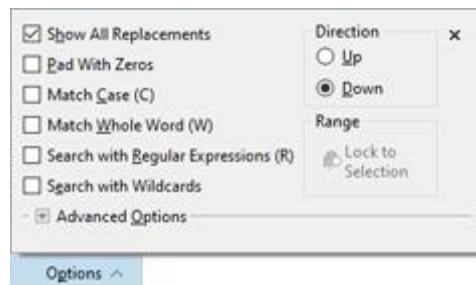 Show All Replacements
Pad With Zeros
Match Case (C)
Match Whole Word (W)
Search with Regular Expressions (R)
Search with Wildcards
Advanced Options
Direction
Up
Down
Range
Lock to
Selection
Options